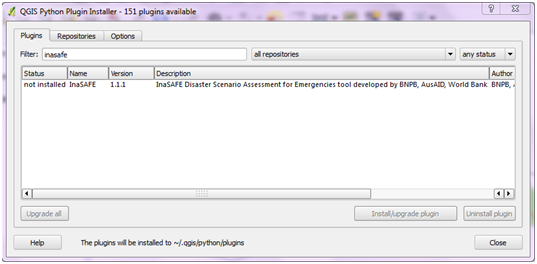 QGIS Python Plugin Installer - 151 plugins available
Plugins Repositories Options
Filter: inasafe all repositories any status
Status Name Version Description Author
not installed InaSAFE 1.1.1 InaSAFE Disaster Scenario Assessment for Emergencies tool developed by BNPB, AusAID, World Bank BNPB,
Upgrade all Install/upgrade plugin Uninstall plugin
Help The plugins will be installed to ~/.qgis/python/plugins Close